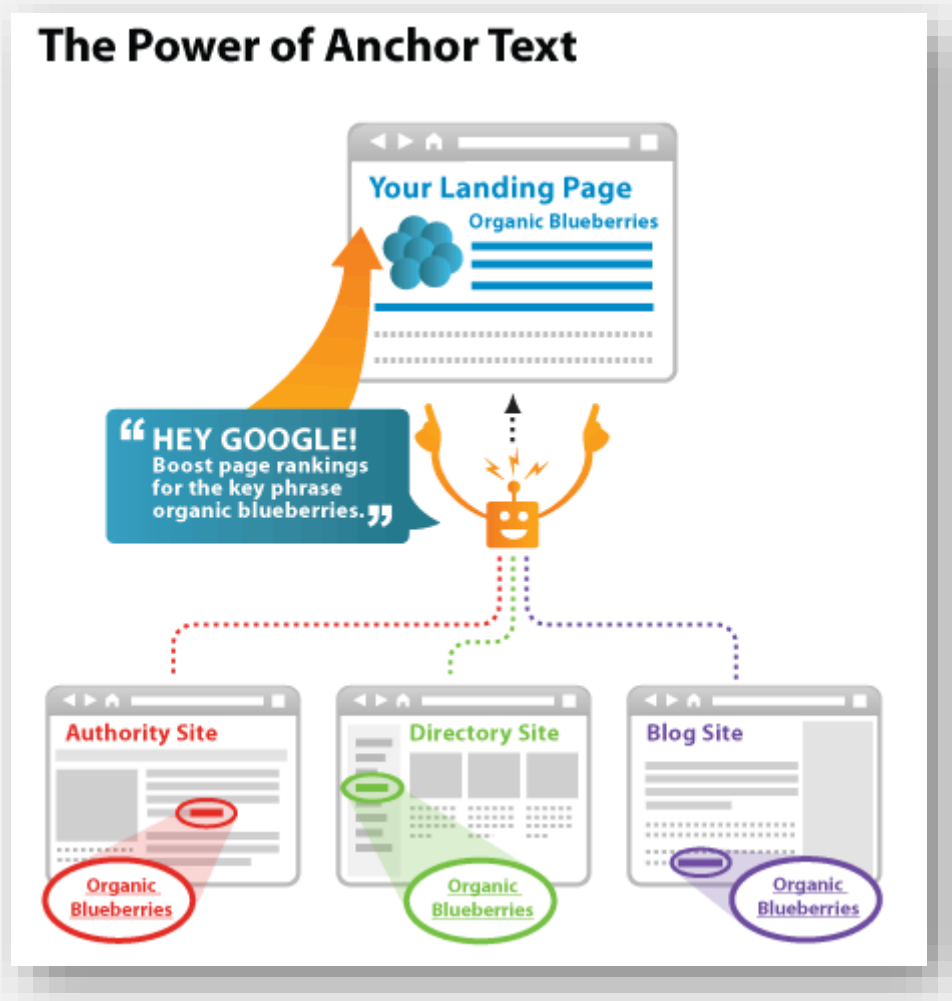 The Power of Anchor Text
Your Landing Page
Organic Blueberries
“ HEY GOOGLE!
Boost page rankings
for the key phrase
organic blueberries. ”
Authority Site
Directory Site
Blog Site
Organic
Blueberries
Organic
Blueberries
Organic
Blueberries